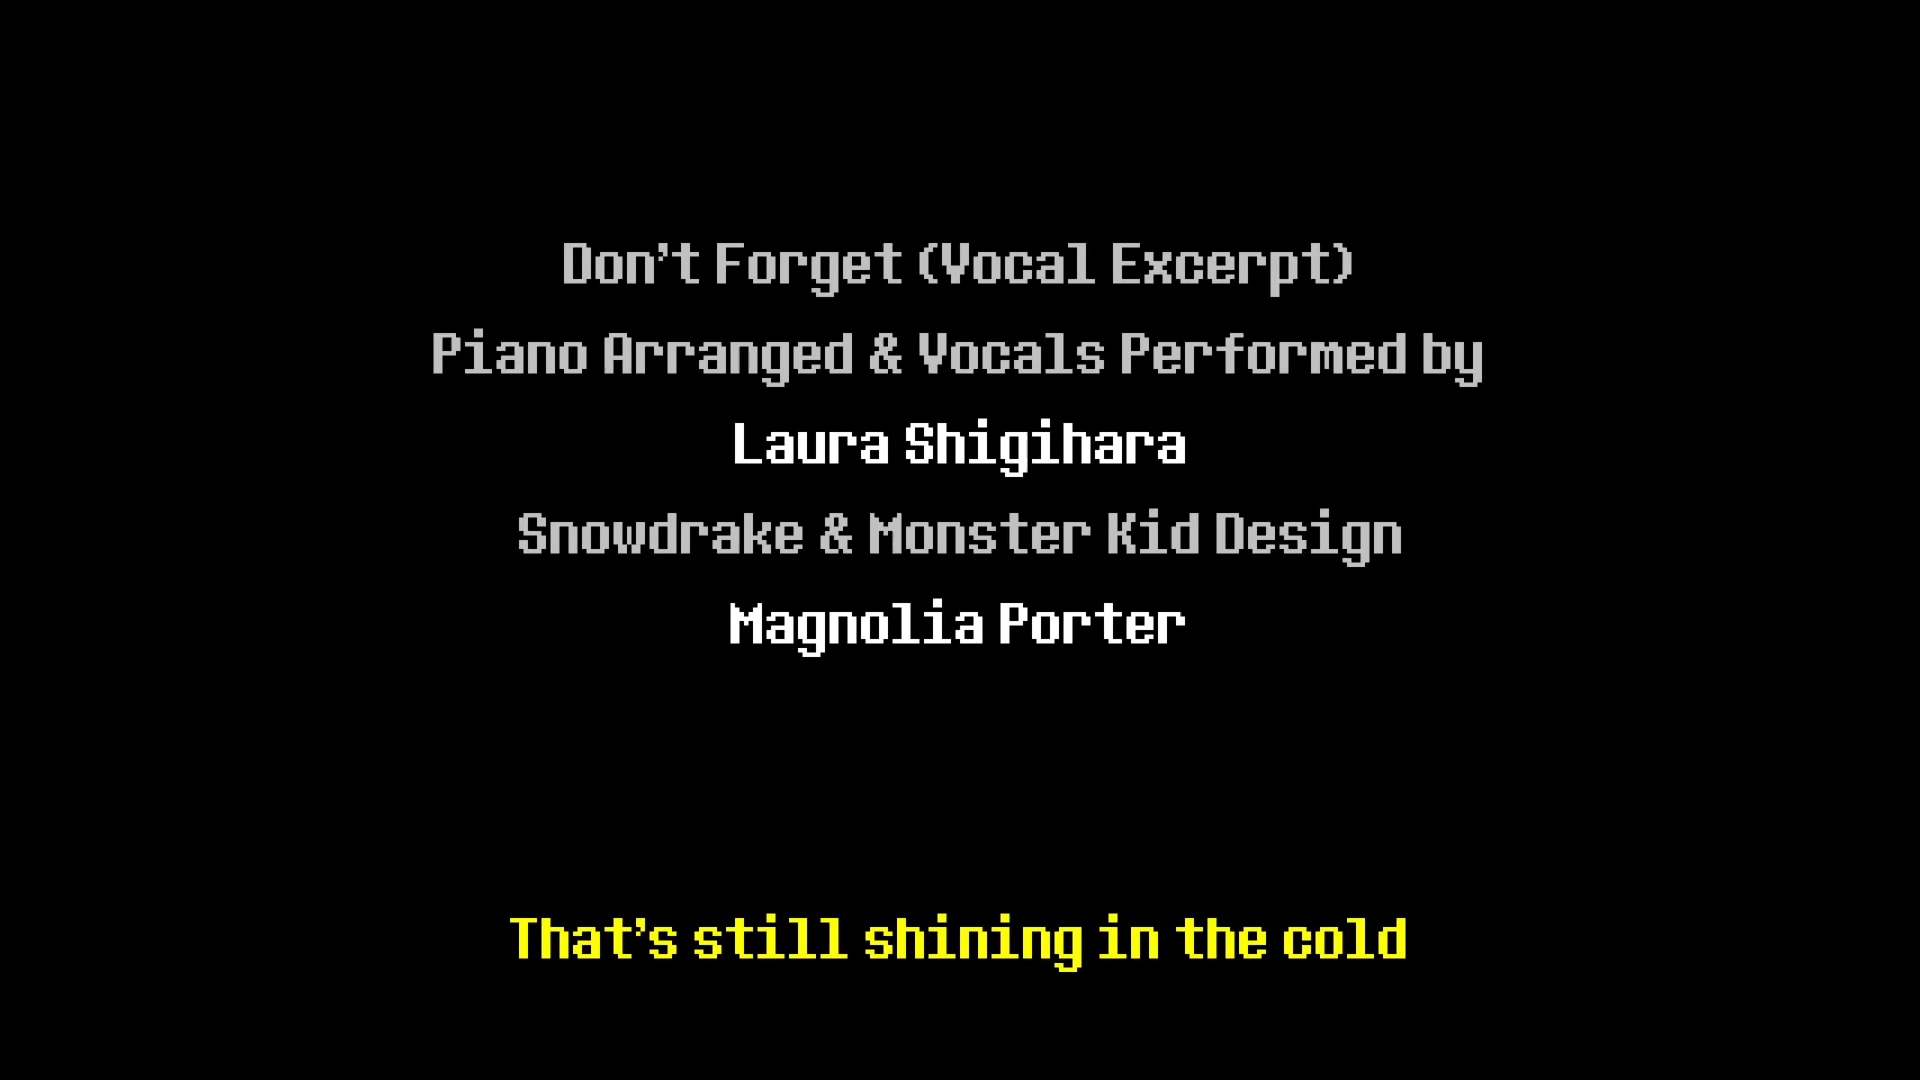 Don't Forget (Vocal Excerpt)
Piano Arranged & Vocals Performed by
Laura Shigihara
Snowdrake & Monster Kid Design
Magnolia Porter
That's still shining in the cold